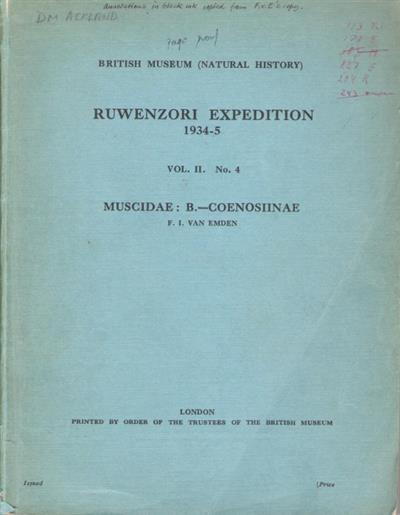 annotations in black ink copied from F.v.E's copy.
DM ACKLAND
page proof
BRITISH MUSEUM (NATURAL HISTORY)
RUWENZORI EXPEDITION
1934-5
VOL. II. No. 4
MUSCIDAE: B.—COENOSIINAE
F. I. VAN EMDEN
LONDON
PRINTED BY ORDER OF THE TRUSTEES OF THE BRITISH MUSEUM
Issued
[Price